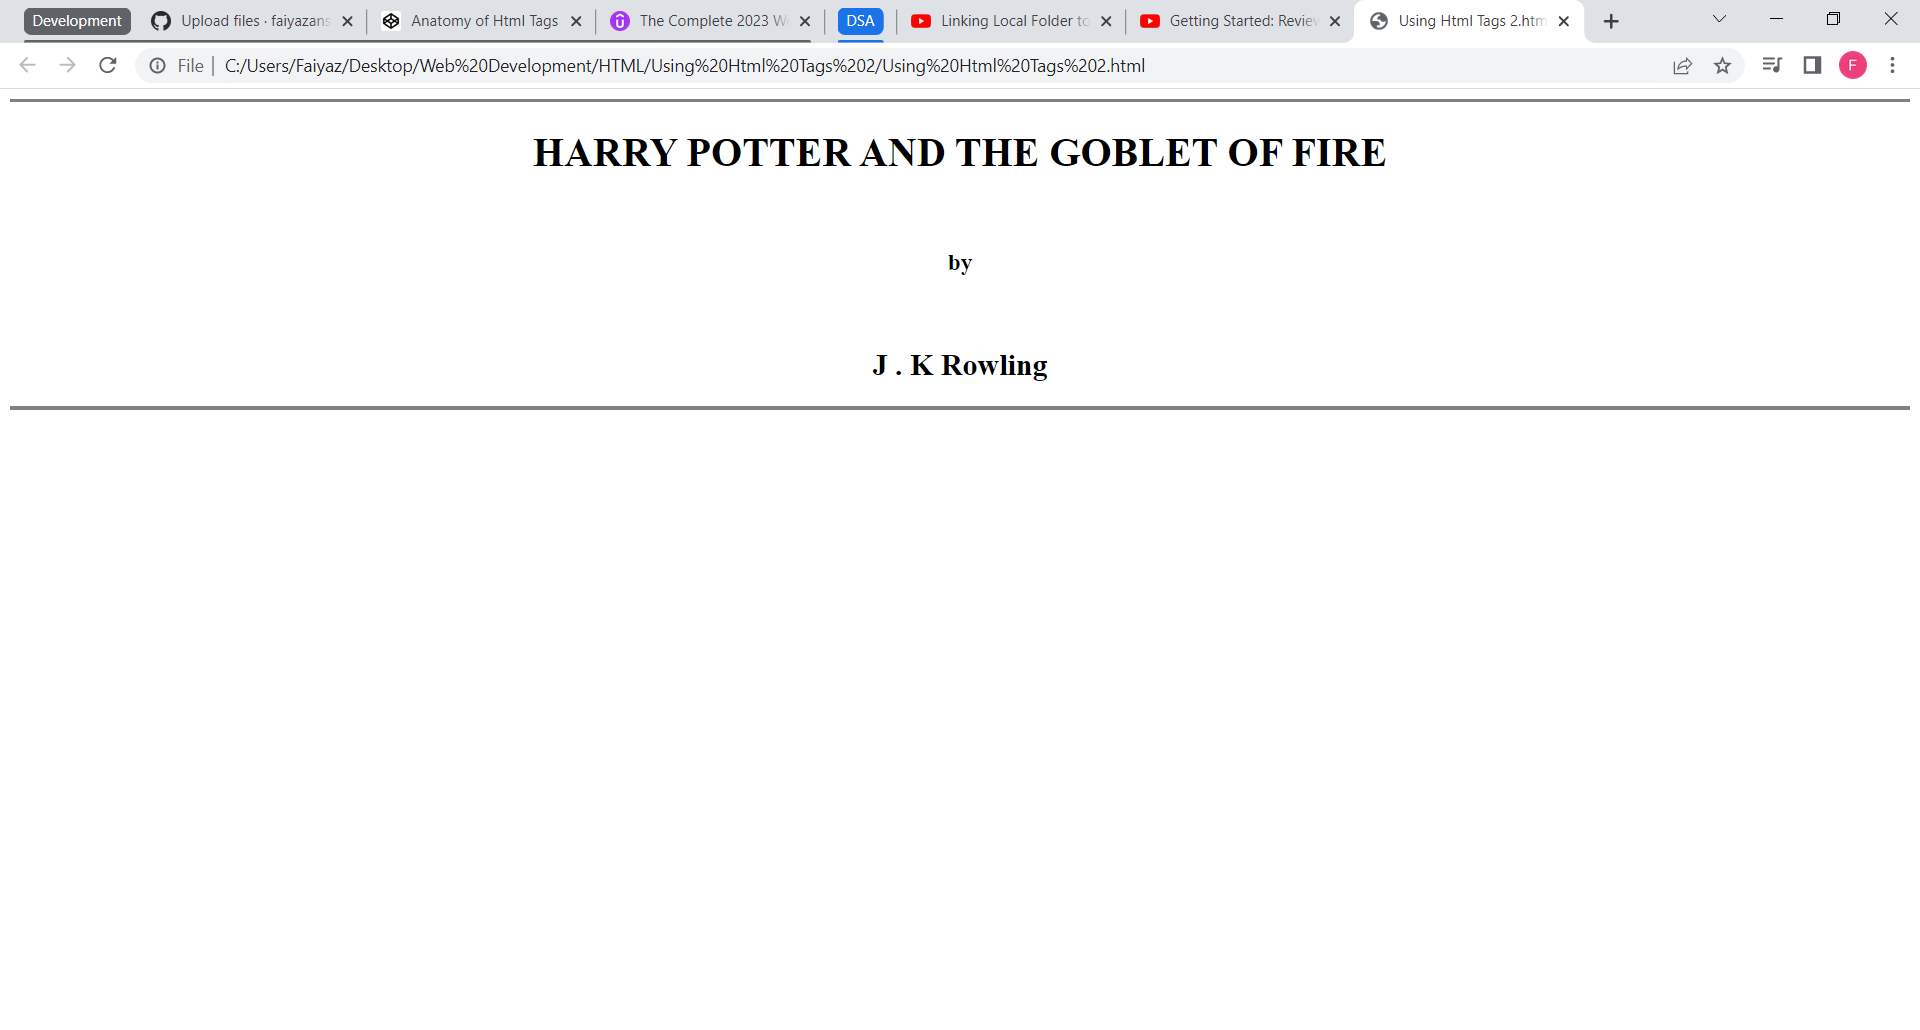 Development
Upload files · faiyazans
Anatomy of Html Tags
The Complete 2023 W
DSA
Linking Local Folder to
Getting Started: Review
Using Html Tags 2.htm
File
C:/Users/Faiyaz/Desktop/Web%20Development/HTML/Using%20Html%20Tags%202/Using%20Html%20Tags%202.html
F
HARRY POTTER AND THE GOBLET OF FIRE
by
J . K Rowling